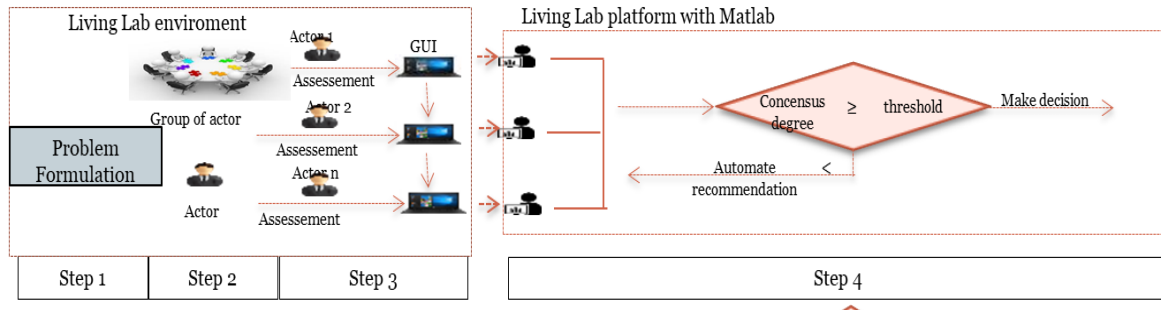 Living Lab enviroment
Living Lab platform with Matlab
Actor 1
GUI
Assessement
Group of actor
Actor 2
Assessement
Problem
Formulation
Actor n
Actor
Assessement
Concensus
degree
≥
threshold
Make decision
Automate
recommendation
<
Step 1
Step 2
Step 3
Step 4